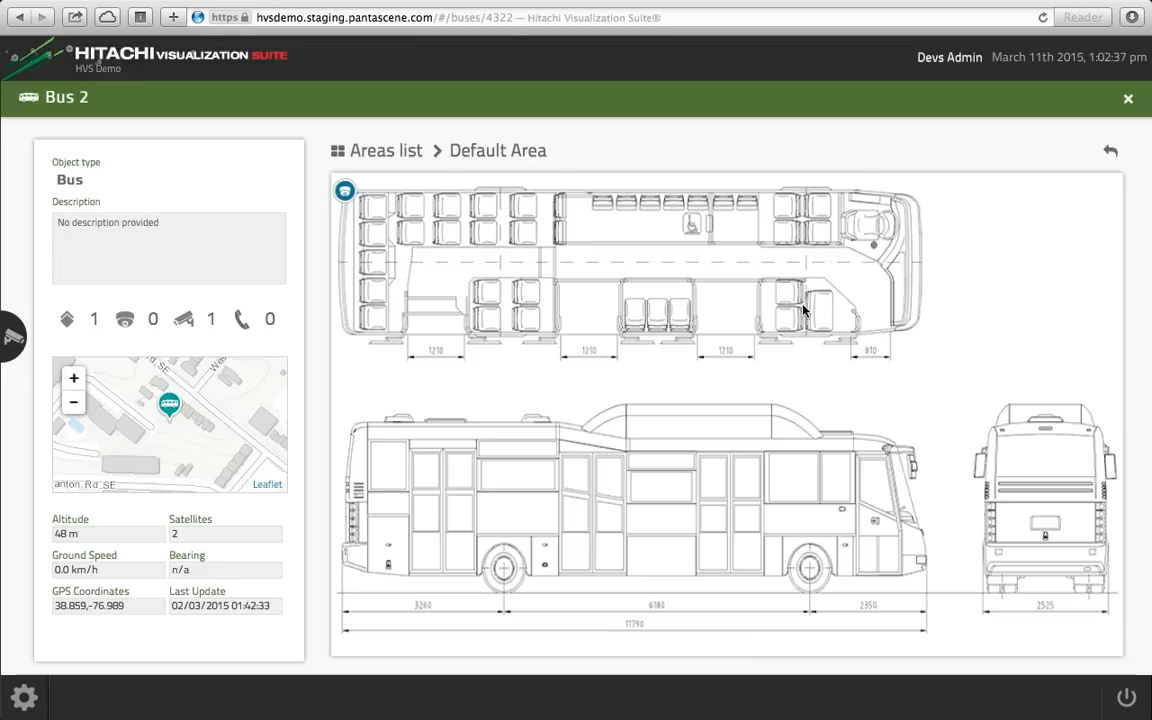 https hvsdemo.staging.pantascene.com/#/buses/4322 — Hitachi Visualization Suite®
Reader
HITACHI VISUALIZATION SUITE
HVS Demo
Devs Admin March 11th 2015, 1:02:37 pm
Bus 2
Object type
Bus
Description
No description provided
1 0 1 0
+
−
anton_Rd_SE
Leaflet
Altitude Satellites
48 m 2
Ground Speed Bearing
0.0 km/h n/a
GPS Coordinates Last Update
38.859,-76.989 02/03/2015 01:42:33
Areas list > Default Area
1210 1210 1210 810
3260 6180 2350 2525
11790